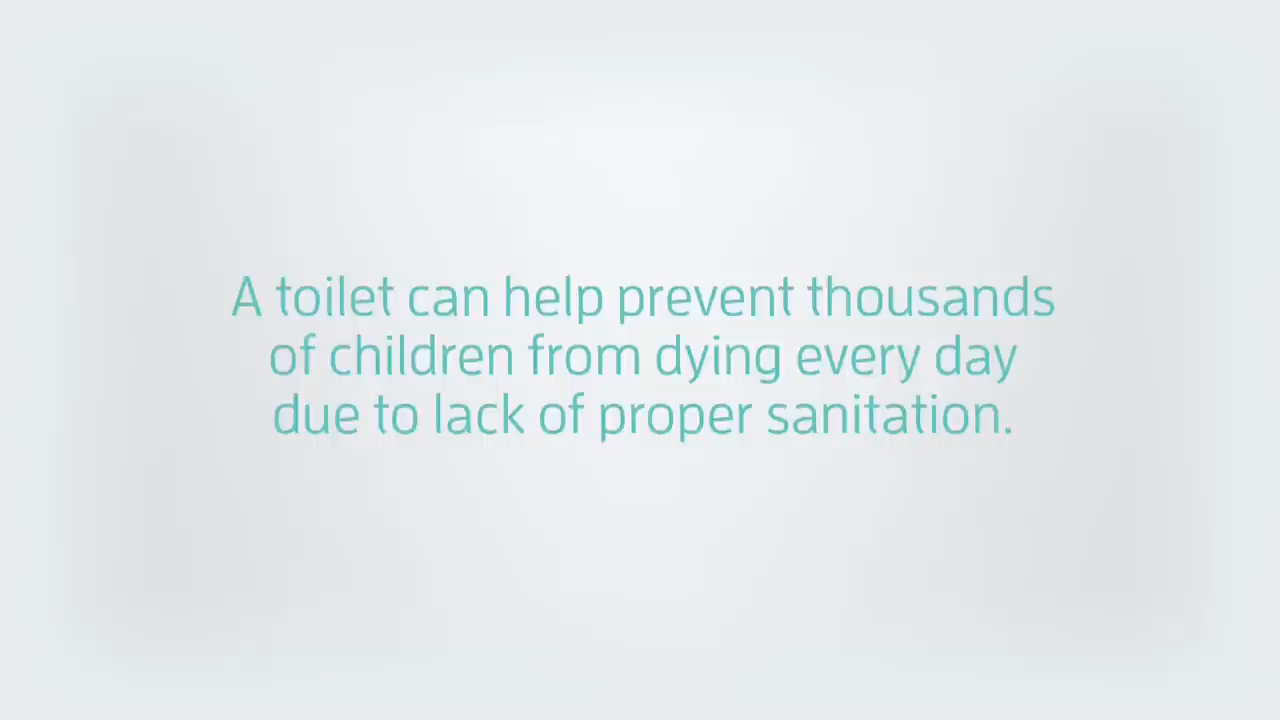 A toilet can help prevent thousands
of children from dying every day
due to lack of proper sanitation.